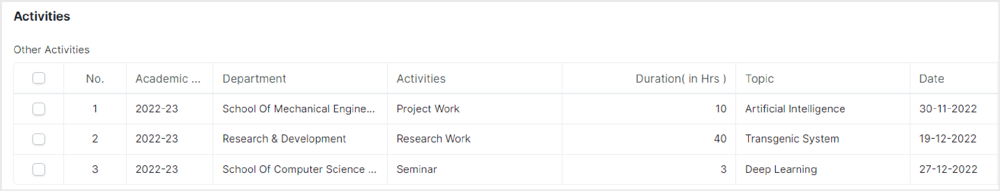 Activities
Other Activities
No. Academic ... Department Activities Duration( in Hrs ) Topic Date
1 2022-23 School Of Mechanical Engine... Project Work 10 Artificial Intelligence 30-11-2022
2 2022-23 Research & Development Research Work 40 Transgenic System 19-12-2022
3 2022-23 School Of Computer Science ... Seminar 3 Deep Learning 27-12-2022